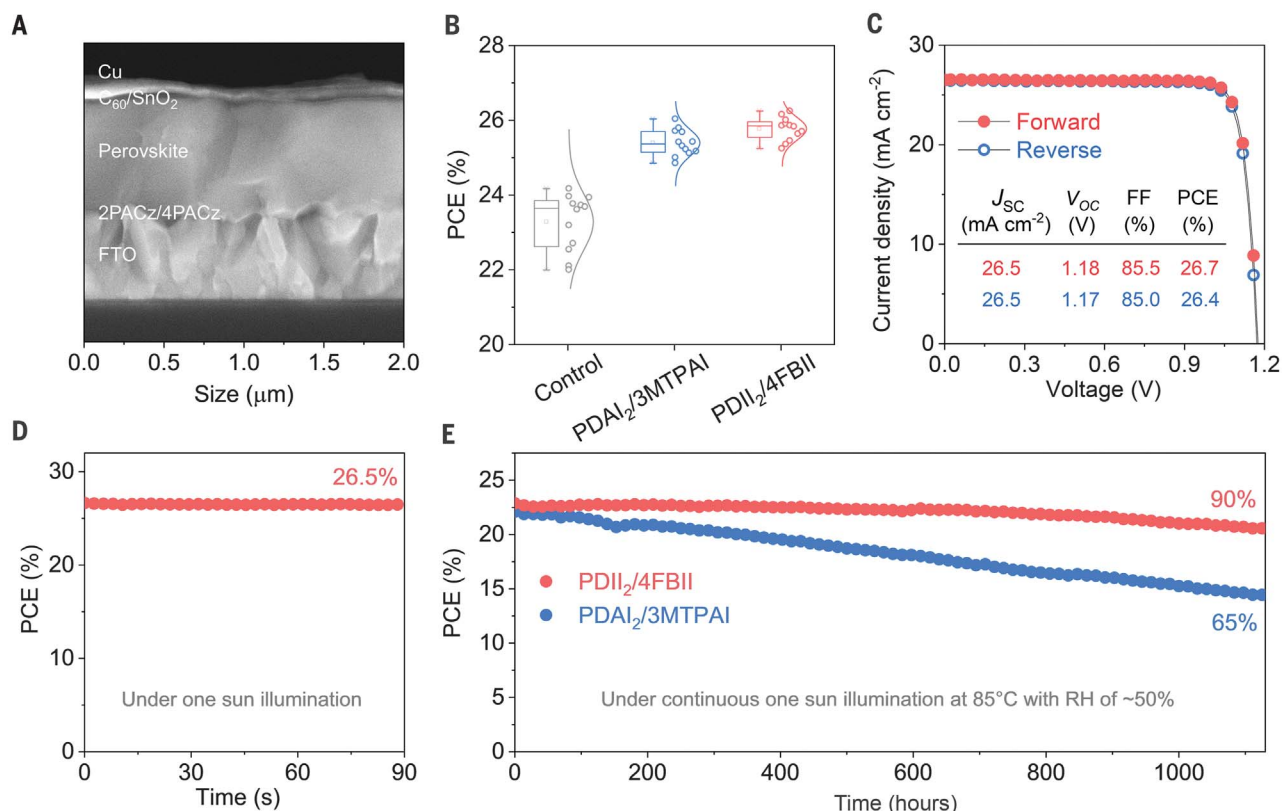 A
Cu
C₆₀/SnO₂
Perovskite
2PACz/4PACz
FTO
0.0 0.5 1.0 1.5 2.0
Size (μm)
B
28
26
24
22
20
PCE (%)
Control
PDAI₂/3MTPAI
PDII₂/4FBII
C
30
20
10
0
Current density (mA cm⁻²)
Forward
Reverse
J_SC V_OC FF PCE
(mA cm⁻²) (V) (%) (%)
26.5 1.18 85.5 26.7
26.5 1.17 85.0 26.4
0.0 0.3 0.6 0.9 1.2
Voltage (V)
D
30
20
10
0
PCE (%)
26.5%
Under one sun illumination
0 30 60 90
Time (s)
E
25
20
15
10
5
0
PCE (%)
90%
PDII₂/4FBII
PDAI₂/3MTPAI
65%
Under continuous one sun illumination at 85°C with RH of ~50%
0 200 400 600 800 1000
Time (hours)